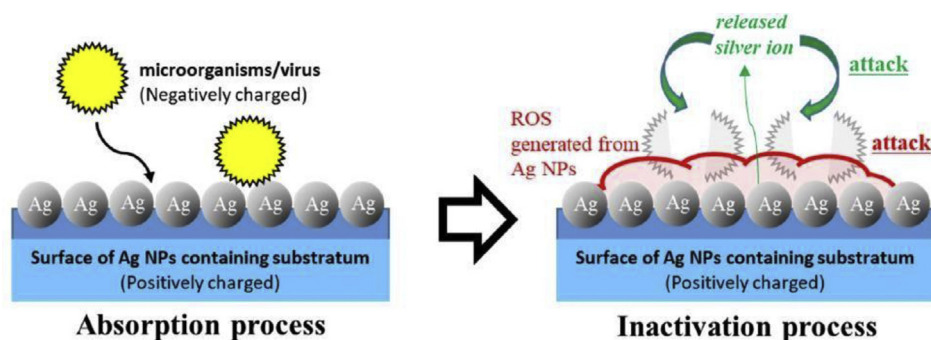 microorganisms/virus
(Negatively charged)
Ag Ag Ag Ag Ag Ag Ag Ag
Surface of Ag NPs containing substratum
(Positively charged)
Absorption process
released
silver ion
attack
ROS
generated from
Ag NPs
attack
Ag Ag Ag Ag Ag Ag Ag Ag
Surface of Ag NPs containing substratum
(Positively charged)
Inactivation process